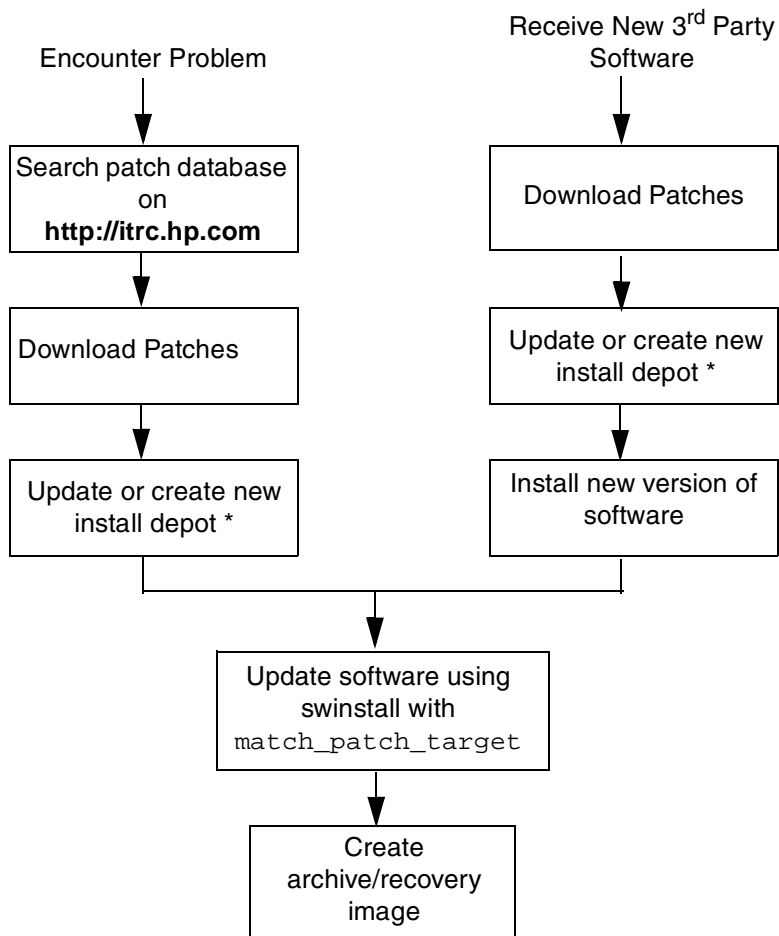 Encounter Problem
Search patch database
on
http://itrc.hp.com
Download Patches
Update or create new
install depot *
Receive New 3rd Party
Software
Download Patches
Update or create new
install depot *
Install new version of
software
Update software using
swinstall with
match_patch_target
Create
archive/recovery
image